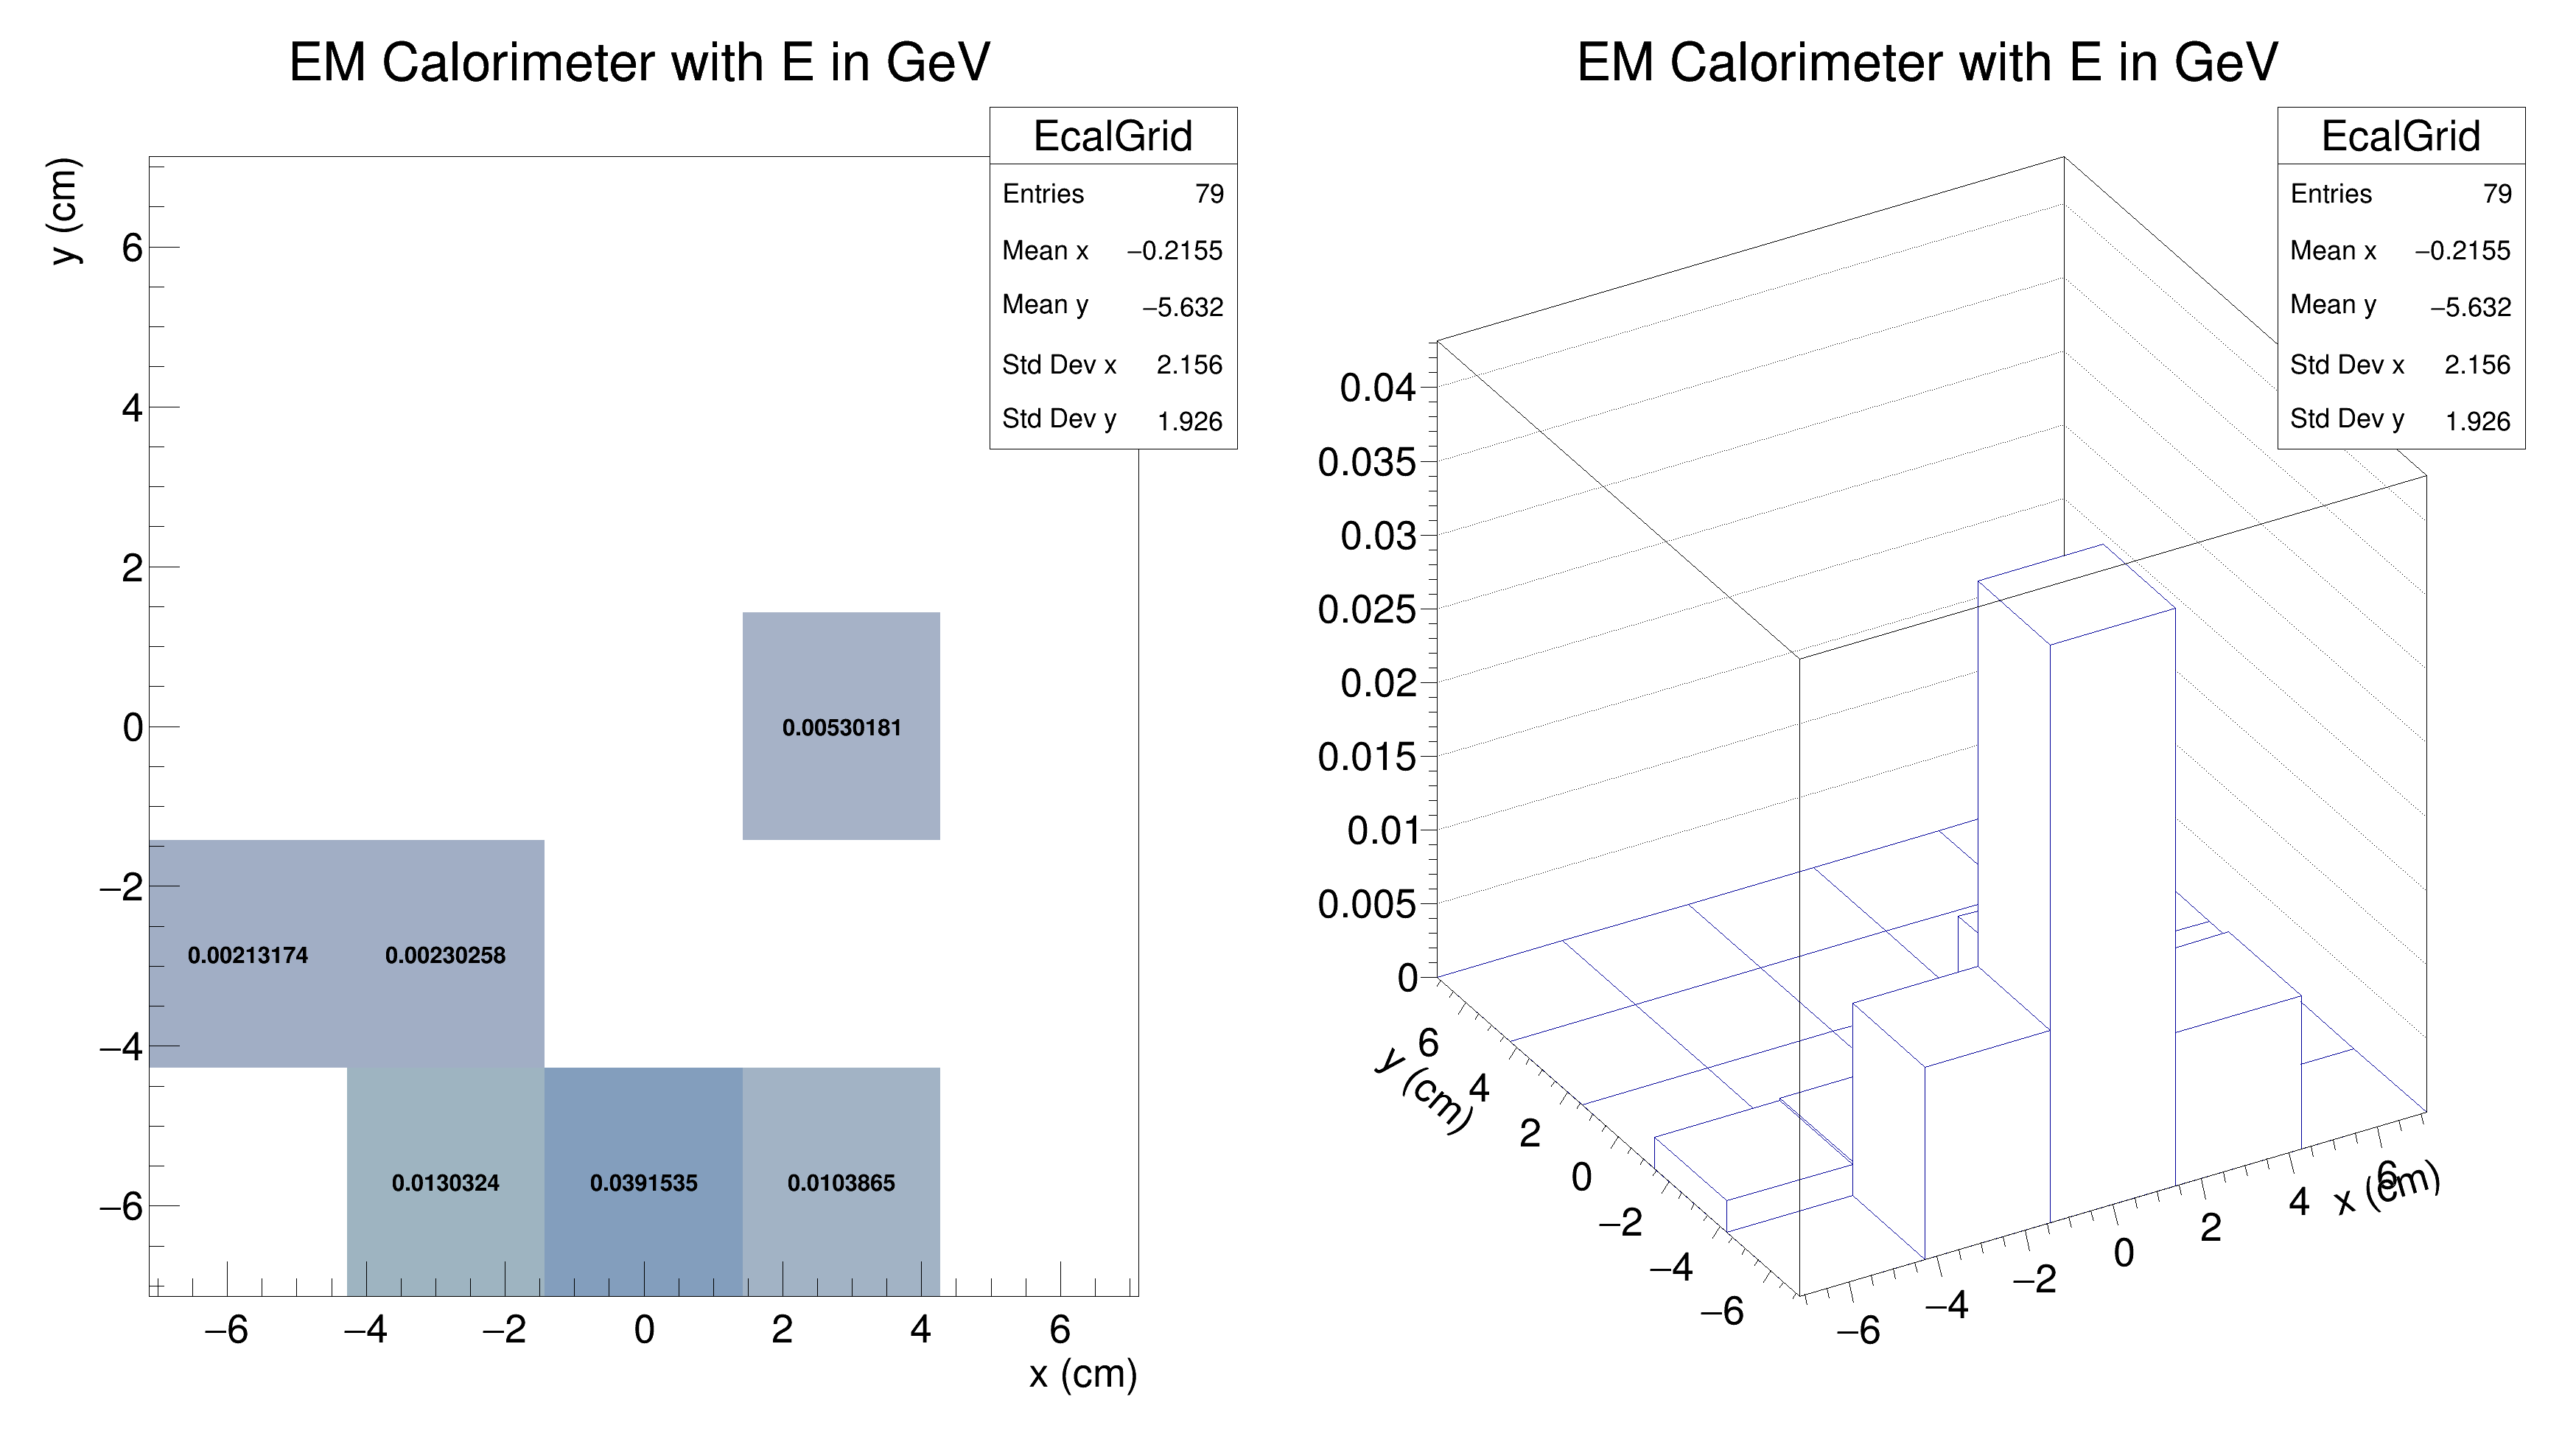 EM Calorimeter with E in GeV
EcalGrid
Entries 79
Mean x −0.2155
Mean y −5.632
Std Dev x 2.156
Std Dev y 1.926
y (cm)
6
4
2
0
−2
−4
−6
0.00530181
0.00213174 0.00230258
0.0130324 0.0391535 0.0103865
−6 −4 −2 0 2 4 6
x (cm)
EM Calorimeter with E in GeV
EcalGrid
Entries 79
Mean x −0.2155
Mean y −5.632
Std Dev x 2.156
Std Dev y 1.926
0.04
0.035
0.03
0.025
0.02
0.015
0.01
0.005
0
6
4
2
0
−2
−4
−6
y (cm)
−6
−4
−2
0
2
4
6
x (cm)